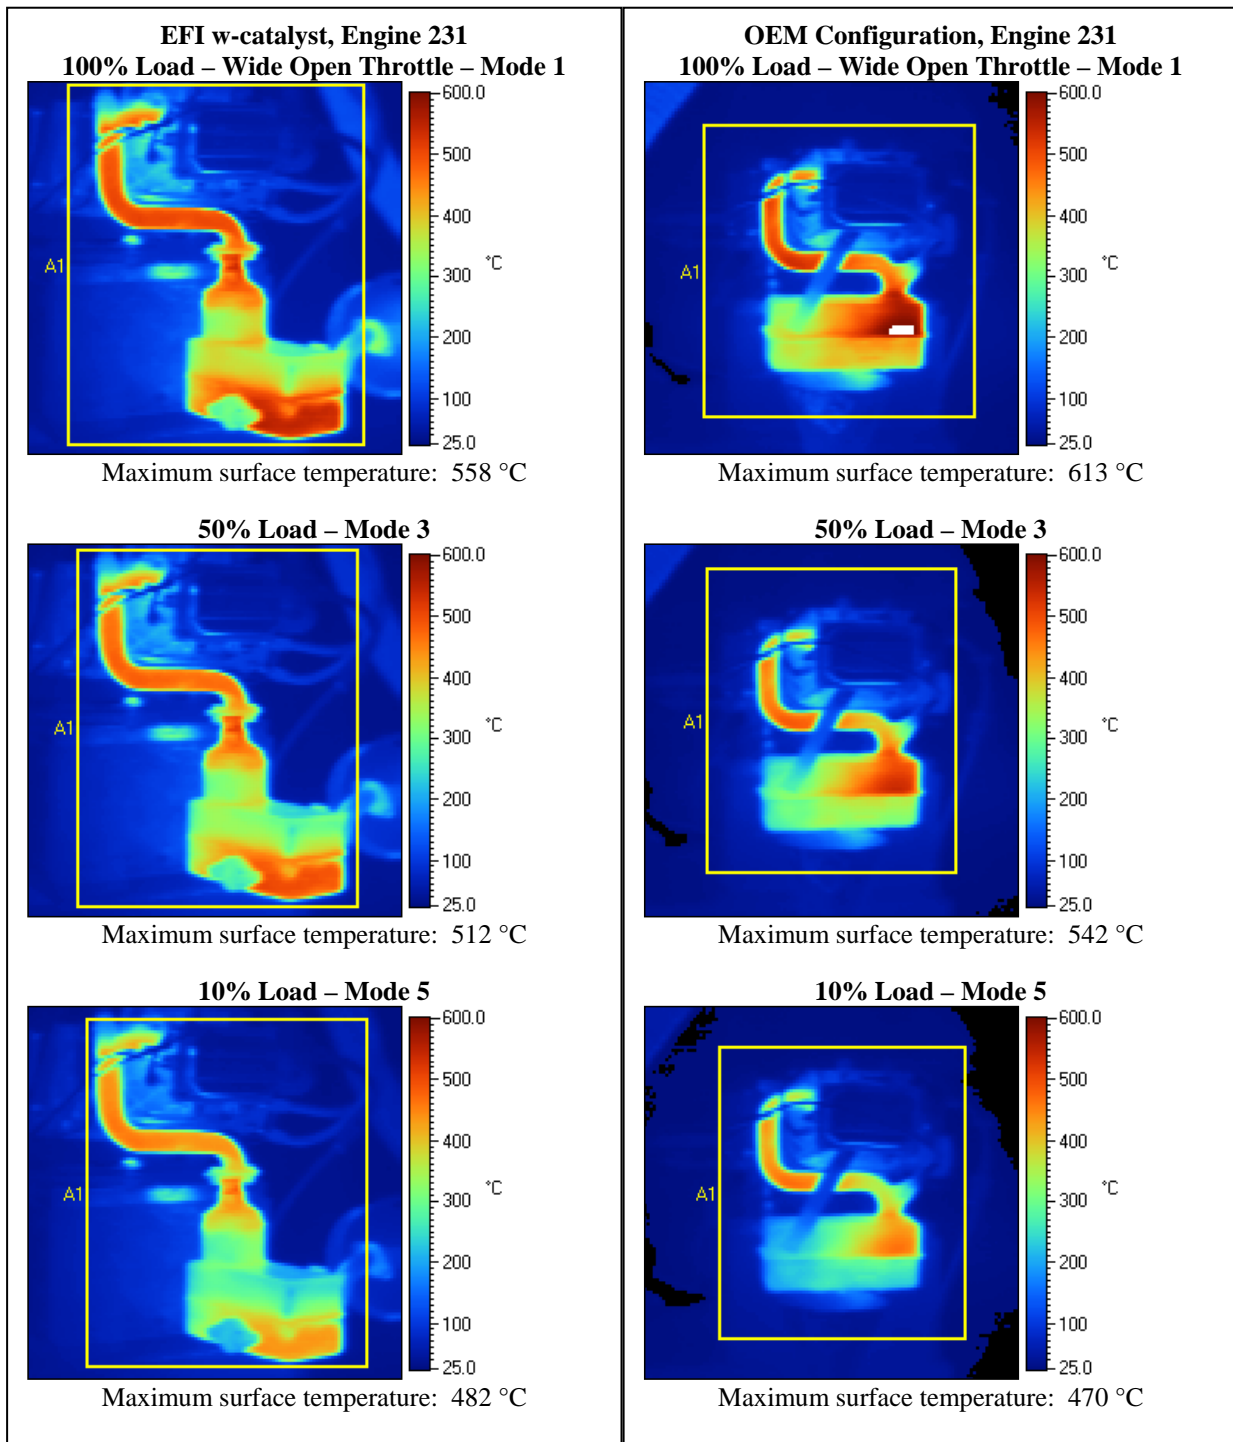 EFI w-catalyst, Engine 231
100% Load – Wide Open Throttle – Mode 1
600.0
500
400
A1
300
°C
200
100
25.0
Maximum surface temperature: 558 °C
50% Load – Mode 3
600.0
500
400
A1
300
°C
200
100
25.0
Maximum surface temperature: 512 °C
10% Load – Mode 5
600.0
500
400
A1
300
°C
200
100
25.0
Maximum surface temperature: 482 °C
OEM Configuration, Engine 231
100% Load – Wide Open Throttle – Mode 1
600.0
500
400
A1
300
°C
200
100
25.0
Maximum surface temperature: 613 °C
50% Load – Mode 3
600.0
500
400
A1
300
°C
200
100
25.0
Maximum surface temperature: 542 °C
10% Load – Mode 5
600.0
500
400
A1
300
°C
200
100
25.0
Maximum surface temperature: 470 °C